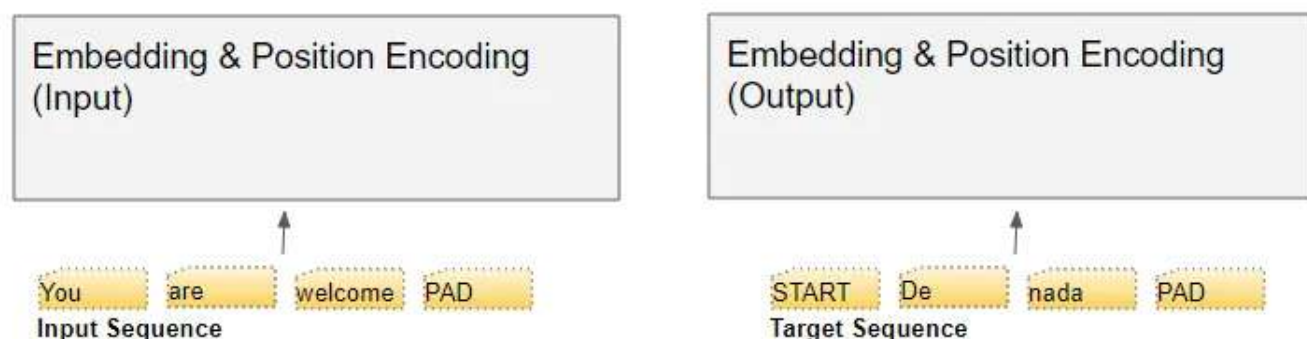 Embedding & Position Encoding
(Input)
You are welcome PAD
Input Sequence
Embedding & Position Encoding
(Output)
START De nada PAD
Target Sequence